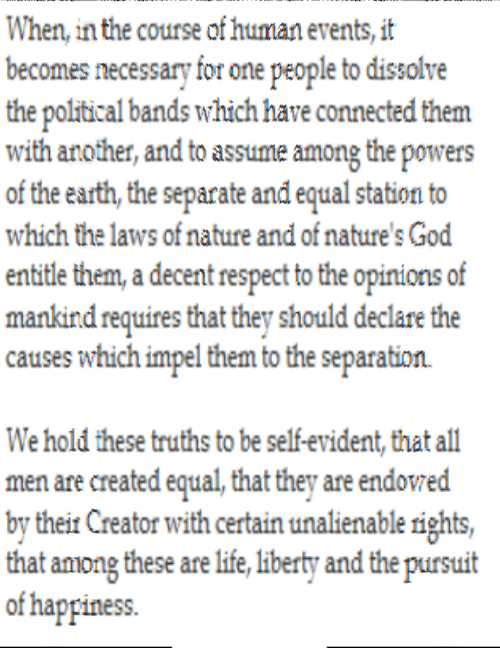 When, in the course of human events, it
becomes necessary for one people to dissolve
the political bands which have connected them
with another, and to assume among the powers
of the earth, the separate and equal station to
which the laws of nature and of nature's God
entitle them, a decent respect to the opinions of
mankind requires that they should declare the
causes which impel them to the separation.
We hold these truths to be self-evident, that all
men are created equal, that they are endowed
by their Creator with certain unalienable rights,
that among these are life, liberty and the pursuit
of happiness.